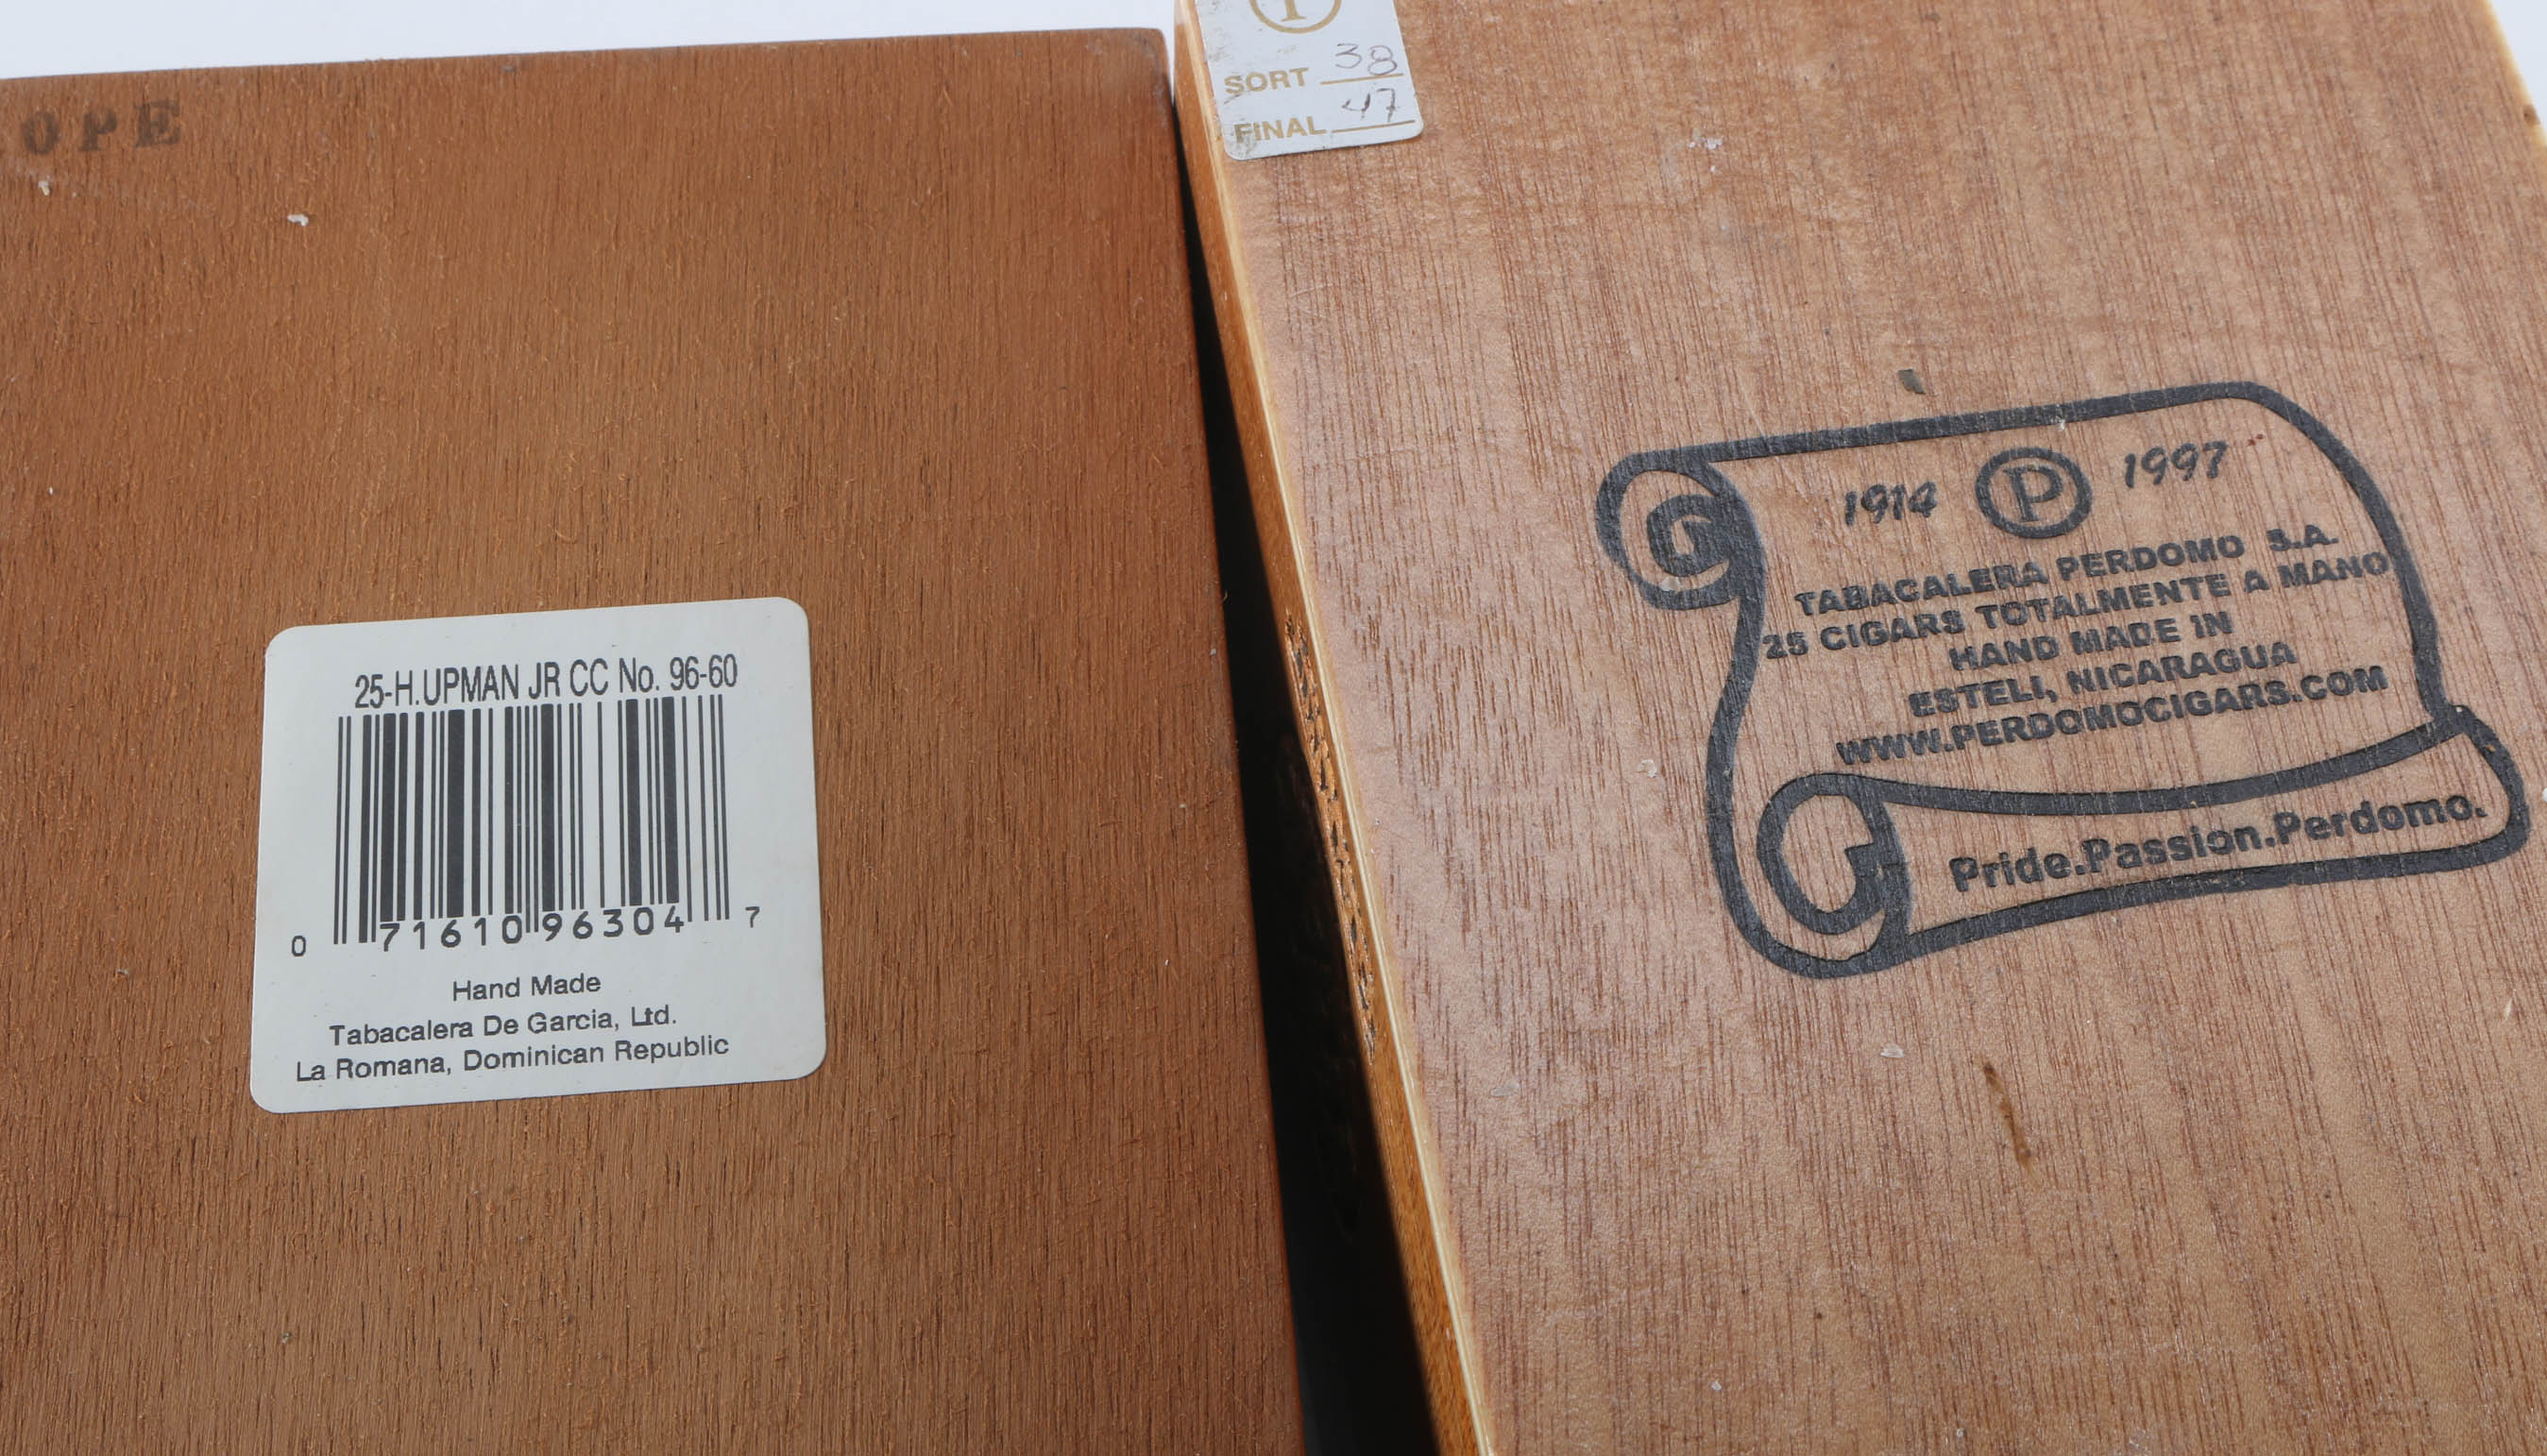 OPE
25-H.UPMAN JR CC No. 96-60
0 71610 96304 7
Hand Made
Tabacalera De Garcia, Ltd.
La Romana, Dominican Republic
P
SORT 38
FINAL 47
1914 P 1997
TABACALERA PERDOMO S.A.
25 CIGARS TOTALMENTE A MANO
HAND MADE IN
ESTELI, NICARAGUA
WWW.PERDOMOCIGARS.COM
Pride.Passion.Perdomo.